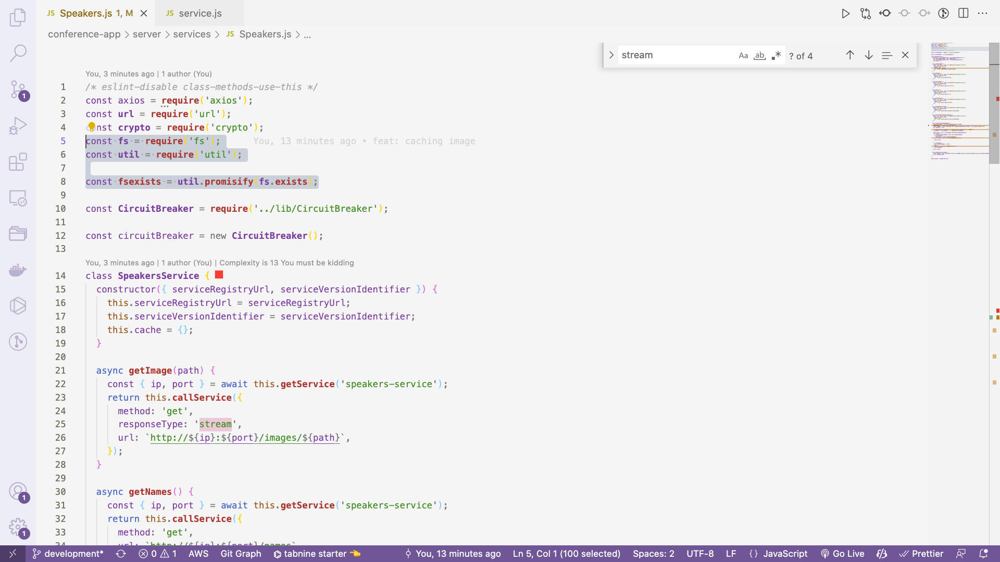 JS Speakers.js 1, M
JS service.js
conference-app > server > services > JS Speakers.js > ...
stream Aa ab .* ? of 4
You, 3 minutes ago | 1 author (You)
1 /* eslint-disable class-methods-use-this */
2 const axios = require('axios');
3 const url = require('url');
4 const crypto = require('crypto');
5 const fs = require('fs'); You, 13 minutes ago • feat: caching image
6 const util = require('util');
7
8 const fsexists = util.promisify(fs.exists);
9
10 const CircuitBreaker = require('../lib/CircuitBreaker');
11
12 const circuitBreaker = new CircuitBreaker();
13
You, 3 minutes ago | 1 author (You) | Complexity is 13 You must be kidding
14 class SpeakersService {
15 constructor({ serviceRegistryUrl, serviceVersionIdentifier }) {
16 this.serviceRegistryUrl = serviceRegistryUrl;
17 this.serviceVersionIdentifier = serviceVersionIdentifier;
18 this.cache = {};
19 }
20
21 async getImage(path) {
22 const { ip, port } = await this.getService('speakers-service');
23 return this.callService({
24 method: 'get',
25 responseType: 'stream',
26 url: `http://${ip}:${port}/images/${path}`,
27 });
28 }
29
30 async getNames() {
31 const { ip, port } = await this.getService('speakers-service');
32 return this.callService({
33 method: 'get',
34 url: `http://${ip}:${port}/names`
1
1
1
development* 0 1 AWS Git Graph tabnine starter 👈 You, 13 minutes ago Ln 5, Col 1 (100 selected) Spaces: 2 UTF-8 LF {} JavaScript Go Live Prettier